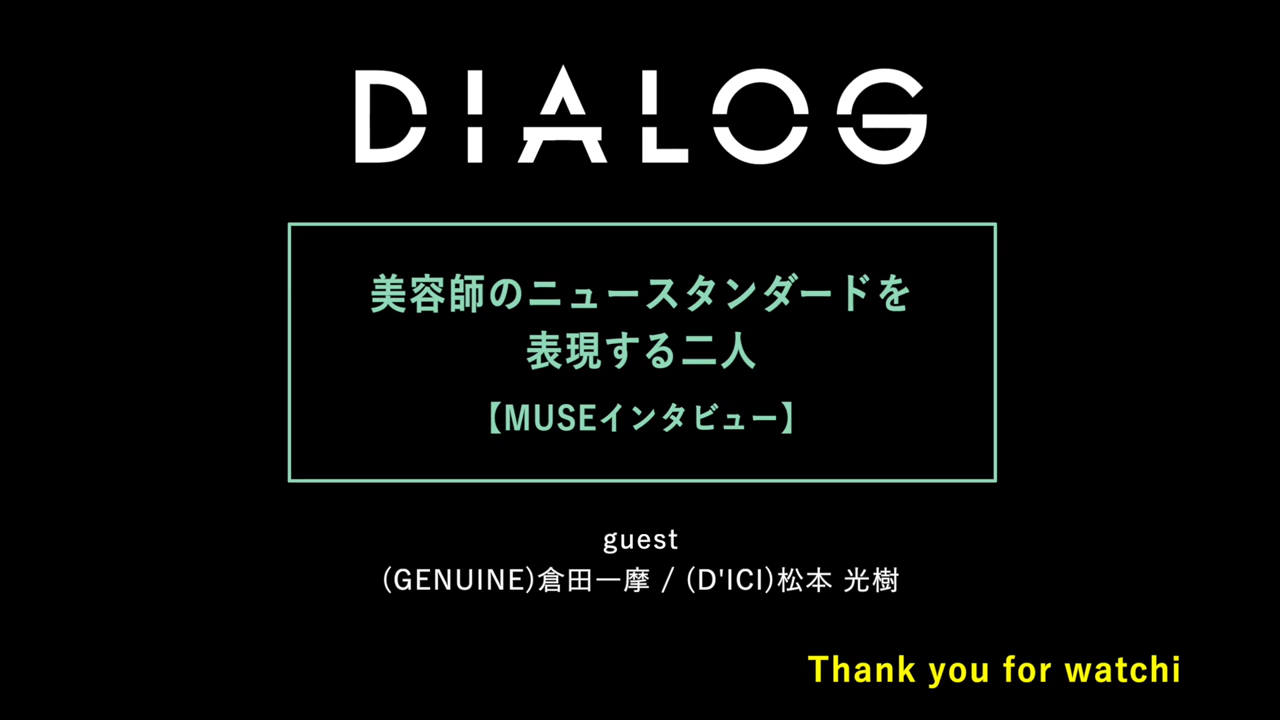 DIALOG
美容師のニュースタンダードを
表現する二人
【MUSEインタビュー】
guest
(GENUINE)倉田一摩 / (D'ICI)松本 光樹
Thank you for watchi